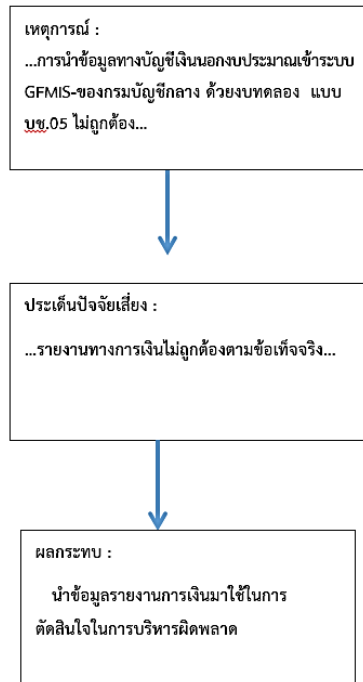 เหตุการณ์ :
...การนำข้อมูลทางบัญชีเงินนอกงบประมาณเข้าระบบ
GFMIS-ของกรมบัญชีกลาง ด้วยงบทดลอง แบบ
บช.05 ไม่ถูกต้อง...
ประเด็นปัจจัยเสี่ยง :
...รายงานทางการเงินไม่ถูกต้องตามข้อเท็จจริง...
ผลกระทบ :
นำข้อมูลรายงานการเงินมาใช้ในการ
ตัดสินใจในการบริหารผิดพลาด